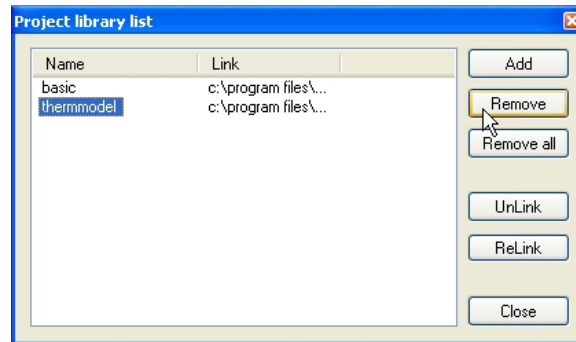 Project library list
Name Link
basic c:\program files\...
thermmodel c:\program files\...
Add
Remove
Remove all
UnLink
ReLink
Close